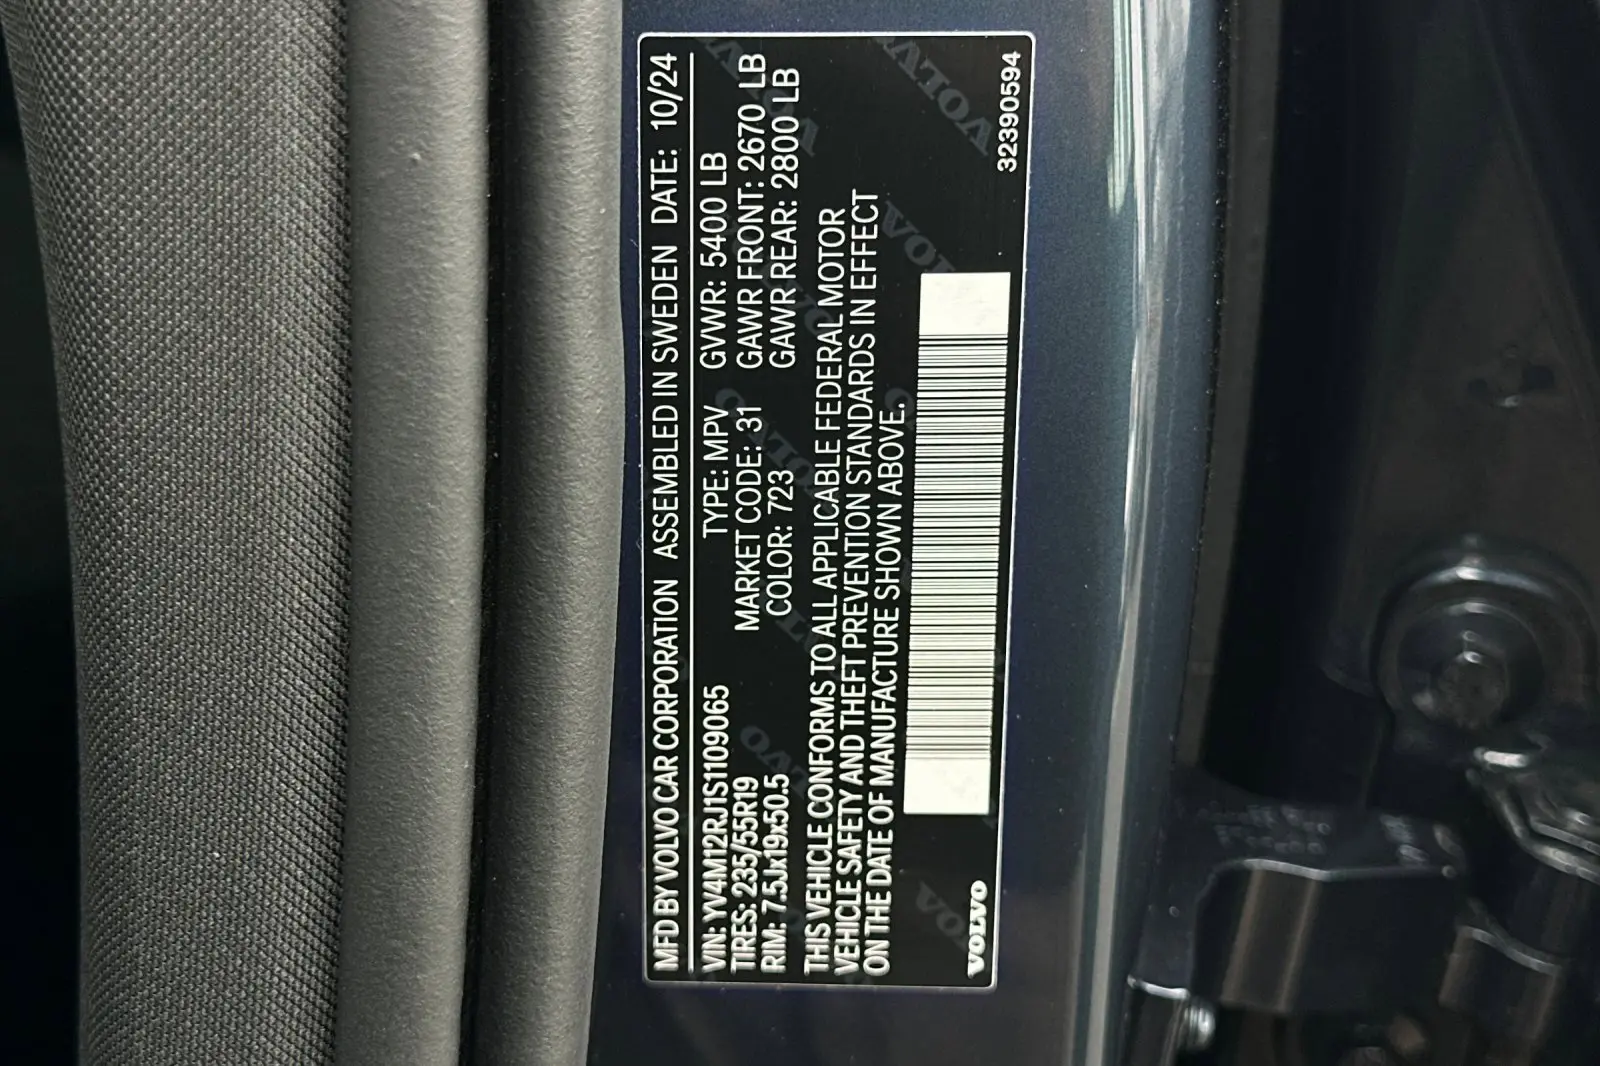 MFD BY VOLVO CAR CORPORATION ASSEMBLED IN SWEDEN DATE: 10/24
VIN: YV4M12RJ1S1109065 TYPE: MPV GVWR: 5400 LB
TIRES: 235/55R19 MARKET CODE: 31 GAWR FRONT: 2670 LB
RIM: 7.5Jx19x50.5 COLOR: 723 GAWR REAR: 2800 LB
THIS VEHICLE CONFORMS TO ALL APPLICABLE FEDERAL MOTOR
VEHICLE SAFETY AND THEFT PREVENTION STANDARDS IN EFFECT
ON THE DATE OF MANUFACTURE SHOWN ABOVE.
VOLVO 32390594